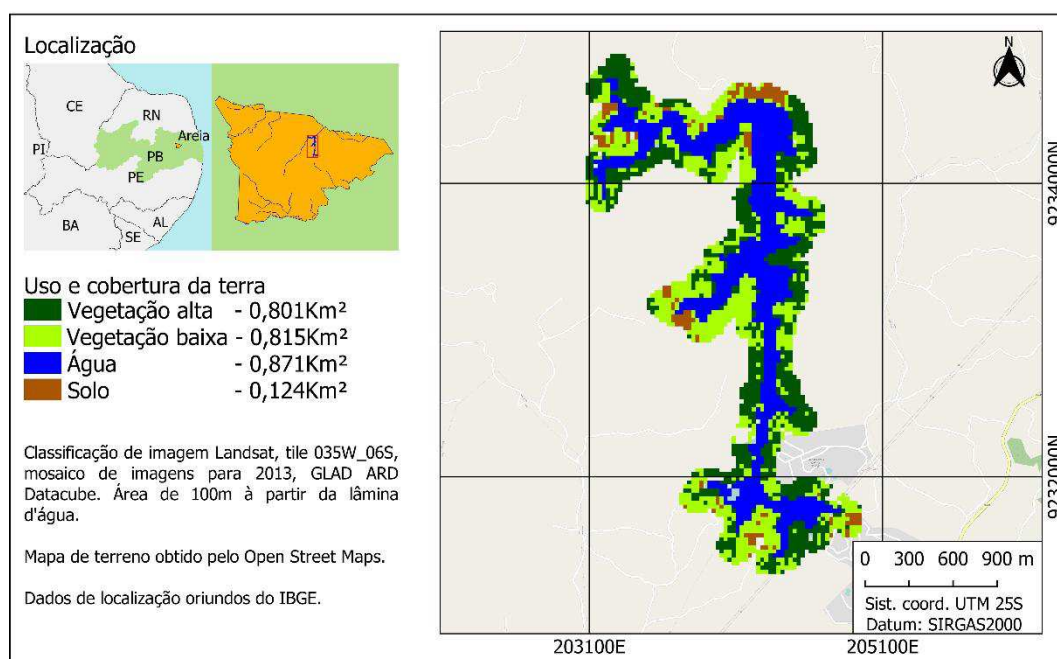 Localização
CE
RN
Areia
PI
PB
PE
AL
BA
SE
Uso e cobertura da terra
Vegetação alta - 0,801Km²
Vegetação baixa - 0,815Km²
Água - 0,871Km²
Solo - 0,124Km²
Classificação de imagem Landsat, tile 035W_06S,
mosaico de imagens para 2013, GLAD ARD
Datacube. Área de 100m à partir da lâmina
d'água.
Mapa de terreno obtido pelo Open Street Maps.
Dados de localização oriundos do IBGE.
N
9234000N
9232000N
0 300 600 900 m
Sist. coord. UTM 25S
Datum: SIRGAS2000
203100E
205100E